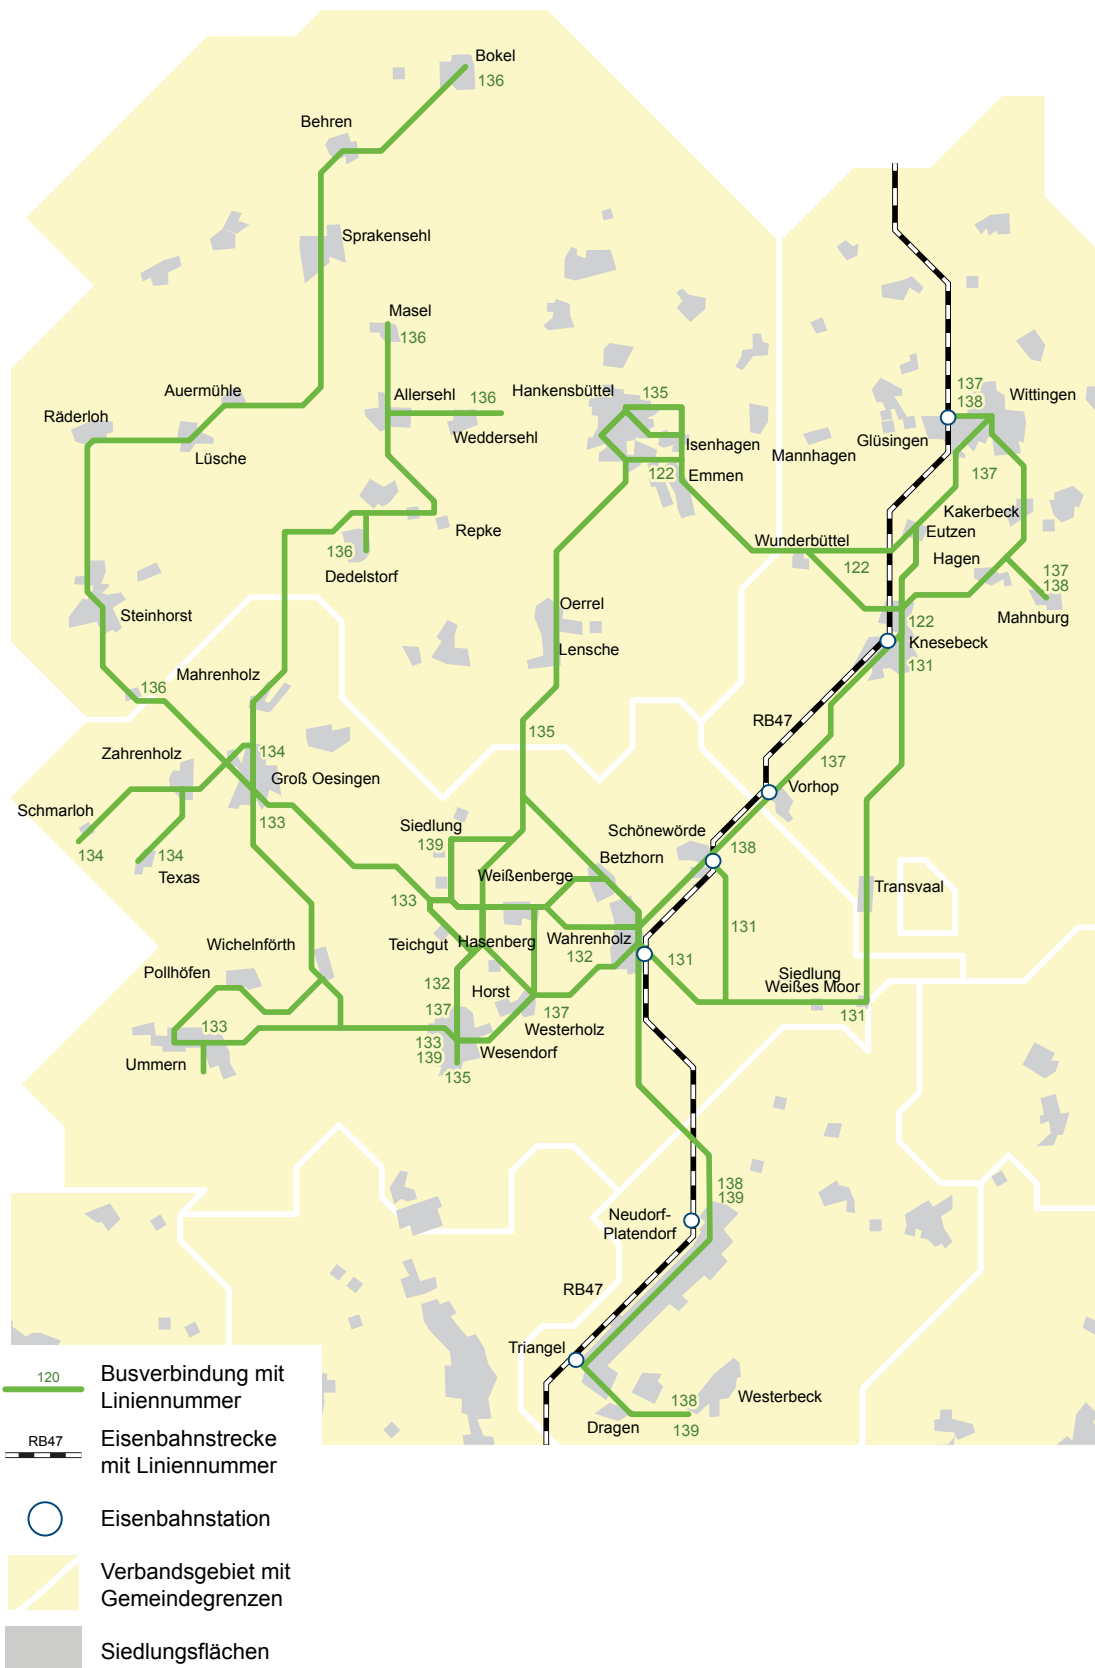 Bokel
136
Behren
Sprakensehl
Masel
136
Auermühle
Allersehl
136
Hankensbüttel
135
137
138
Wittingen
Räderloh
Lüsche
Weddersehl
Isenhagen
Mannhagen
Glüsingen
122
Emmen
137
Kakerbeck
Repke
Wunderbüttel
Eutzen
136
Dedelstorf
122
Hagen
137
138
Steinhorst
Oerrel
122
Mahnburg
Lensche
Knesebeck
131
Mahrenholz
136
RB47
135
134
Zahrenholz
137
Groß Oesingen
Vorhop
Schmarloh
133
Siedlung
139
Schönewörde
138
134
134
Texas
Betzhorn
Weißenberge
Transvaal
133
131
Teichgut
Hasenberg
Wahrenholz
132
Wichelnförth
131
Pollhöfen
132
Siedlung
Weißes Moor
Horst
137
137
131
133
133
Westerholz
Ummern
139
Wesendorf
135
138
139
Neudorf-
Platendorf
RB47
Triangel
138
Westerbeck
Dragen
139
120
Busverbindung mit
Liniennummer
RB47
Eisenbahnstrecke
mit Liniennummer
Eisenbahnstation
Verbandsgebiet mit
Gemeindegrenzen
Siedlungsflächen